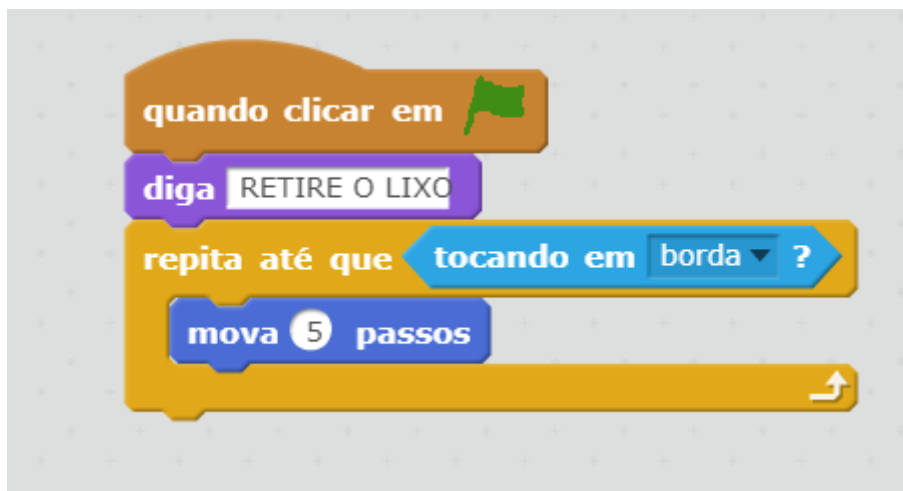 quando clicar em
diga RETIRE O LIXO
repita até que tocando em borda ?
mova 5 passos